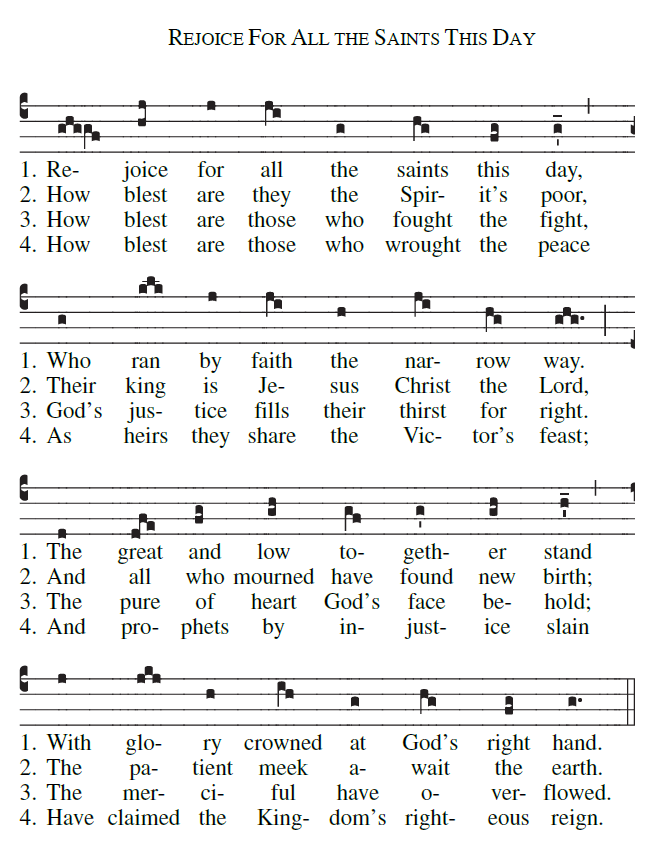 REJOICE FOR ALL THE SAINTS THIS DAY
1. Re- joice for all the saints this day,
2. How blest are they the Spir- it's poor,
3. How blest are those who fought the fight,
4. How blest are those who wrought the peace
1. Who ran by faith the nar- row way.
2. Their king is Je- sus Christ the Lord,
3. God's jus- tice fills their thirst for right.
4. As heirs they share the Vic- tor's feast;
1. The great and low to- geth- er stand
2. And all who mourned have found new birth;
3. The pure of heart God's face be- hold;
4. And pro- phets by in- just- ice slain
1. With glo- ry crowned at God's right hand.
2. The pa- tient meek a- wait the earth.
3. The mer- ci- ful have o- ver- flowed.
4. Have claimed the King- dom's right- eous reign.